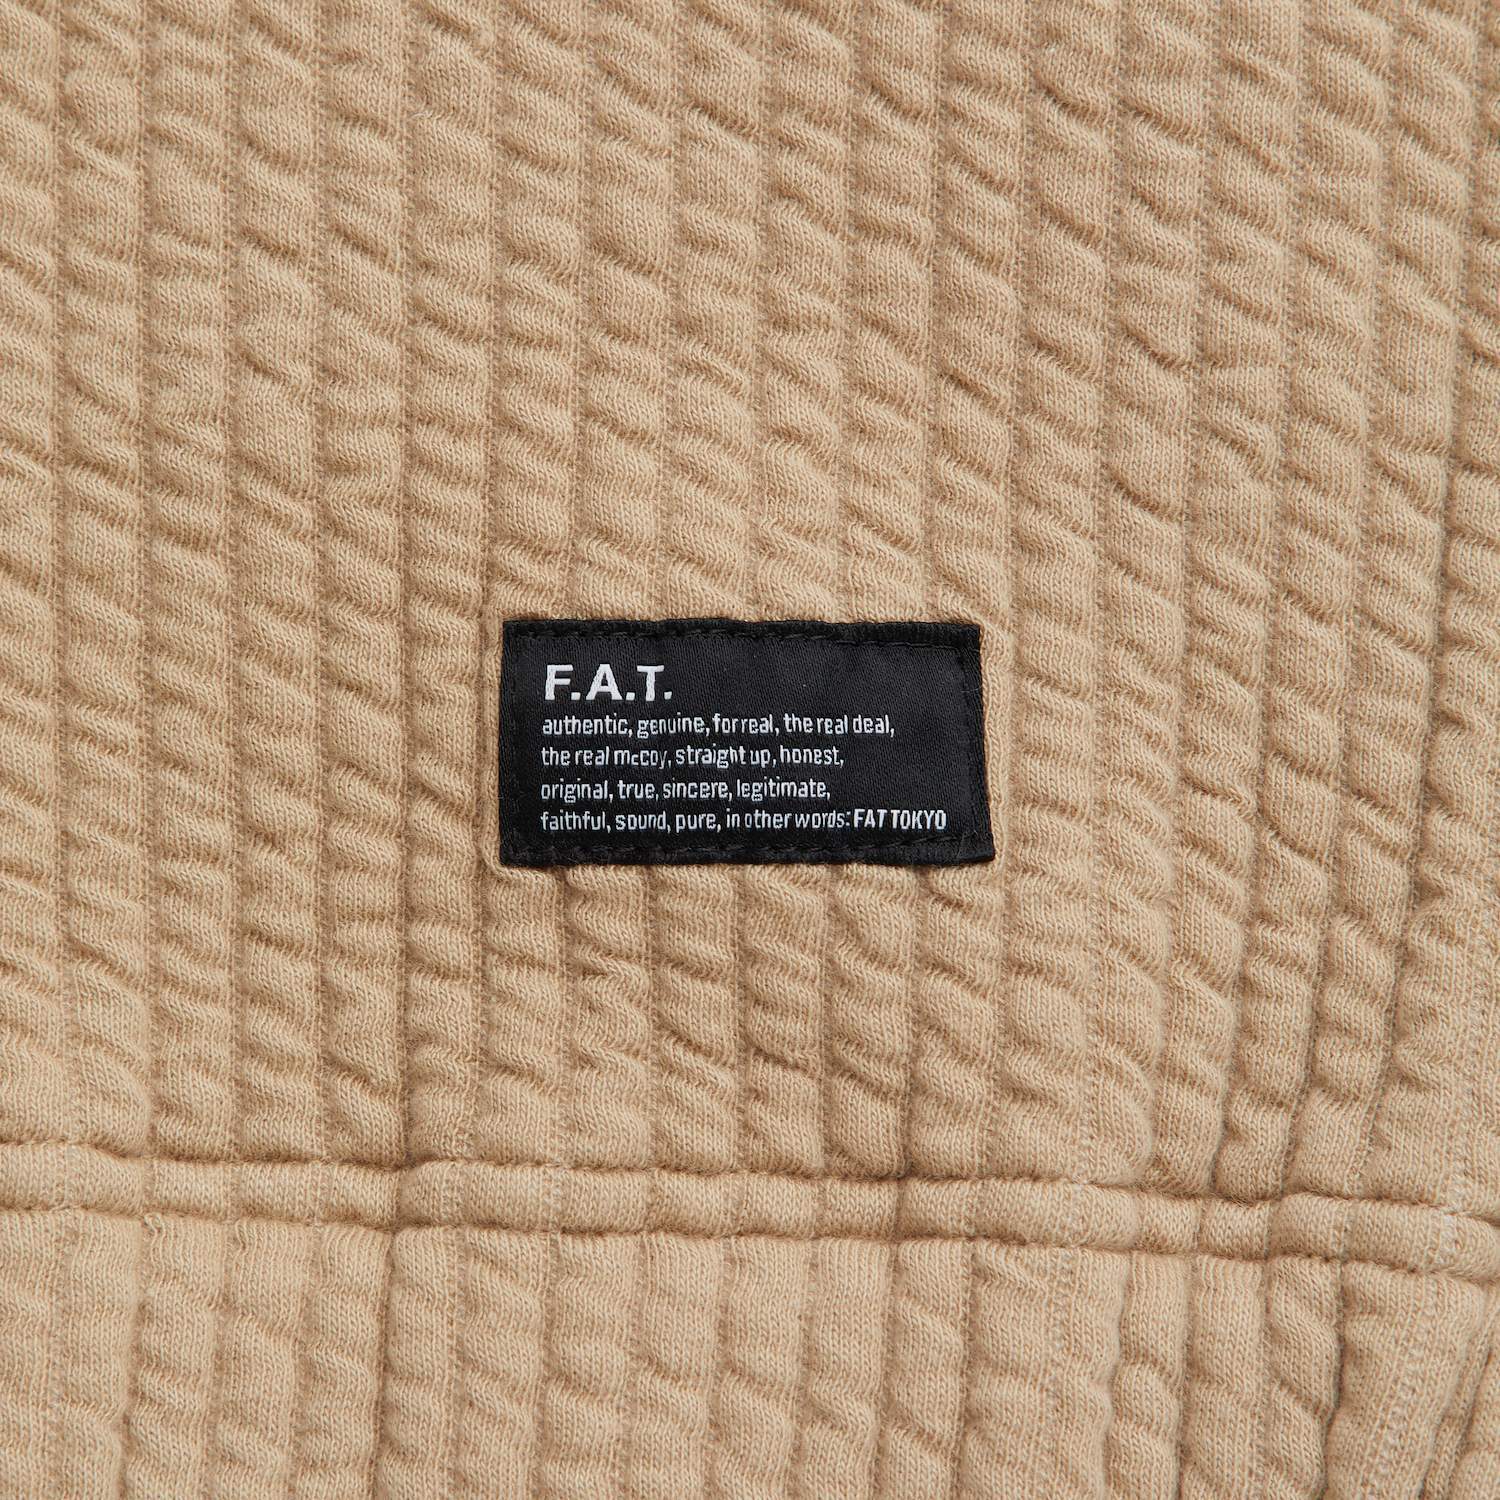 F.A.T.
authentic, genuine, for real, the real deal,
the real mccoy, straight up, honest,
original, true, sincere, legitimate,
faithful, sound, pure, in other words: FAT TOKYO